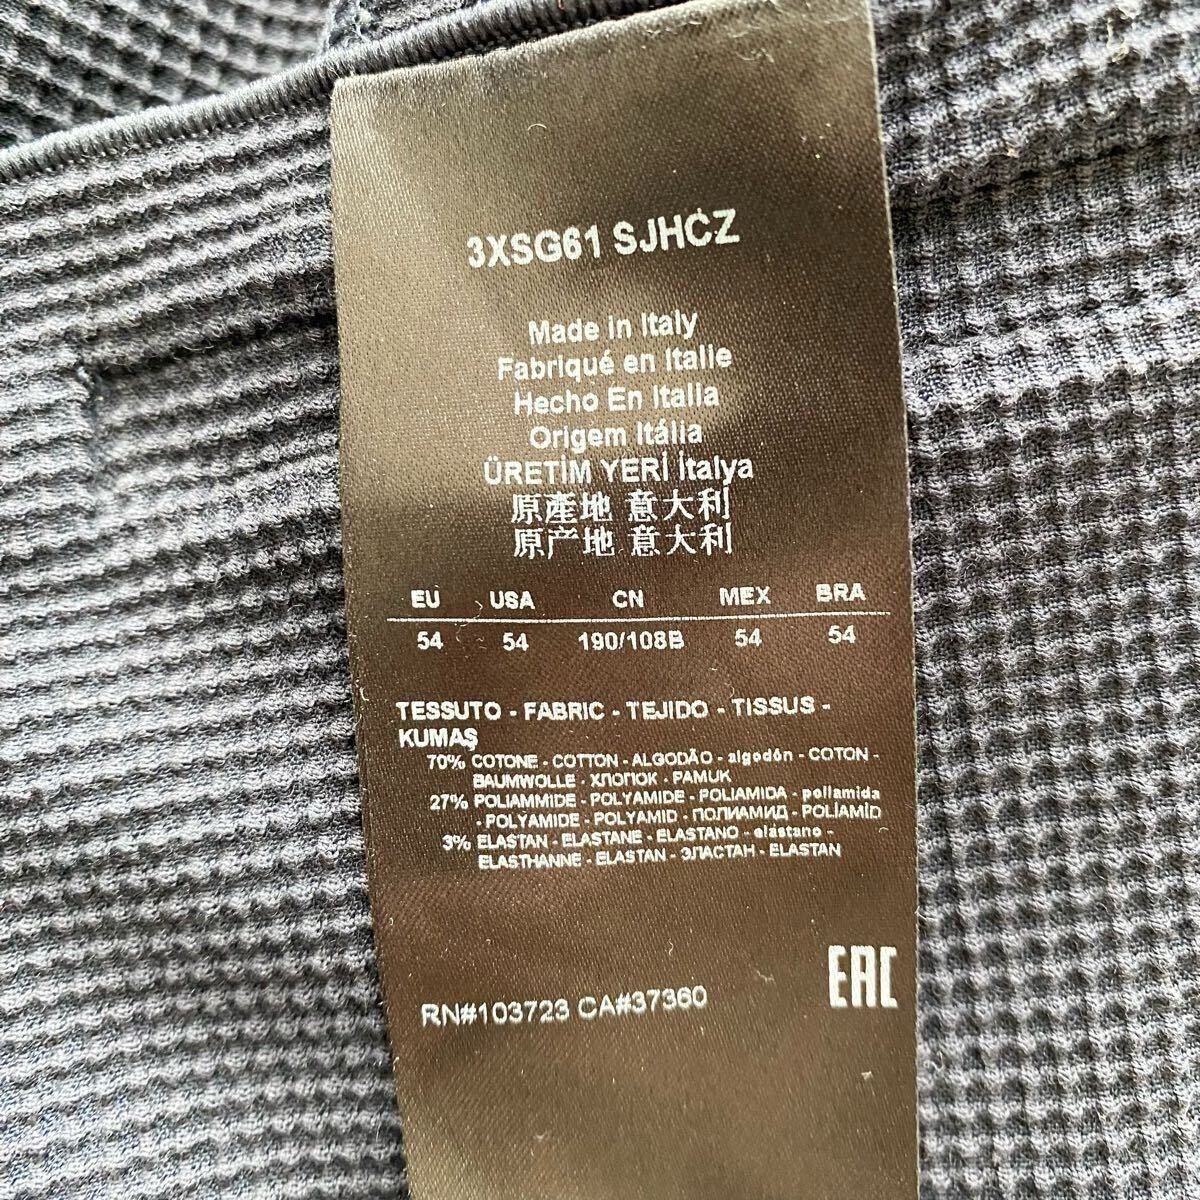 3XSG61 SJHCZ
Made in Italy
Fabriqué en Italie
Hecho En Italia
Origem Itália
ÜRETİM YERİ İtalya
原產地 意大利
原产地 意大利
EU USA CN MEX BRA
54 54 190/108B 54 54
TESSUTO - FABRIC - TEJIDO - TISSUS -
KUMAŞ
70% COTONE - COTTON - ALGODÃO - algodón - COTON -
BAUMWOLLE - ХЛОПОК - PAMUK
27% POLIAMMIDE - POLYAMIDE - POLIAMIDA - poliamida
- POLYAMIDE - POLYAMID - ПОЛИАМИД - POLİAMİD
3% ELASTAN - ELASTANE - ELASTANO - elástano -
ELASTHANNE - ELASTAN - ЭЛАСТАН - ELASTAN
EAC
RN#103723 CA#37360